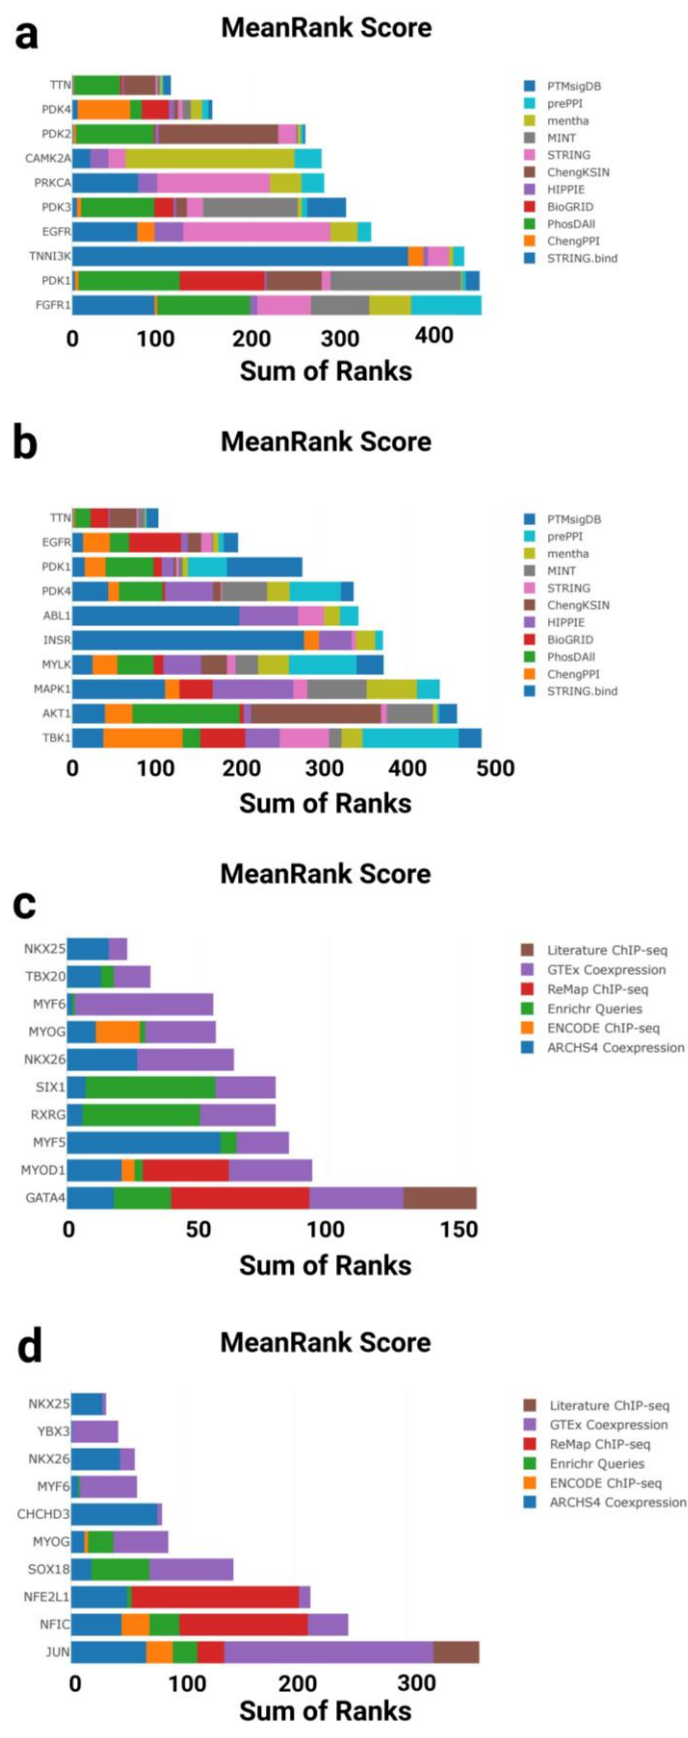 a
MeanRank Score
TTN
PDK4
PDK2
CAMK2A
PRKCA
PDK3
EGFR
TNNI3K
PDK1
FGFR1
PTMsigDB
prePPI
mentha
MINT
STRING
ChengKSIN
HIPPIE
BioGRID
PhosDAll
ChengPPI
STRING.bind
0 100 200 300 400
Sum of Ranks
b
MeanRank Score
TTN
EGFR
PDK1
PDK4
ABL1
INSR
MYLK
MAPK1
AKT1
TBK1
PTMsigDB
prePPI
mentha
MINT
STRING
ChengKSIN
HIPPIE
BioGRID
PhosDAll
ChengPPI
STRING.bind
0 100 200 300 400 500
Sum of Ranks
c
MeanRank Score
NKX25
TBX20
MYF6
MYOG
NKX26
SIX1
RXRG
MYF5
MYOD1
GATA4
Literature ChIP-seq
GTEx Coexpression
ReMap ChIP-seq
Enrichr Queries
ENCODE ChIP-seq
ARCHS4 Coexpression
0 50 100 150
Sum of Ranks
d
MeanRank Score
NKX25
YBX3
NKX26
MYF6
CHCHD3
MYOG
SOX18
NFE2L1
NFIC
JUN
Literature ChIP-seq
GTEx Coexpression
ReMap ChIP-seq
Enrichr Queries
ENCODE ChIP-seq
ARCHS4 Coexpression
0 100 200 300
Sum of Ranks